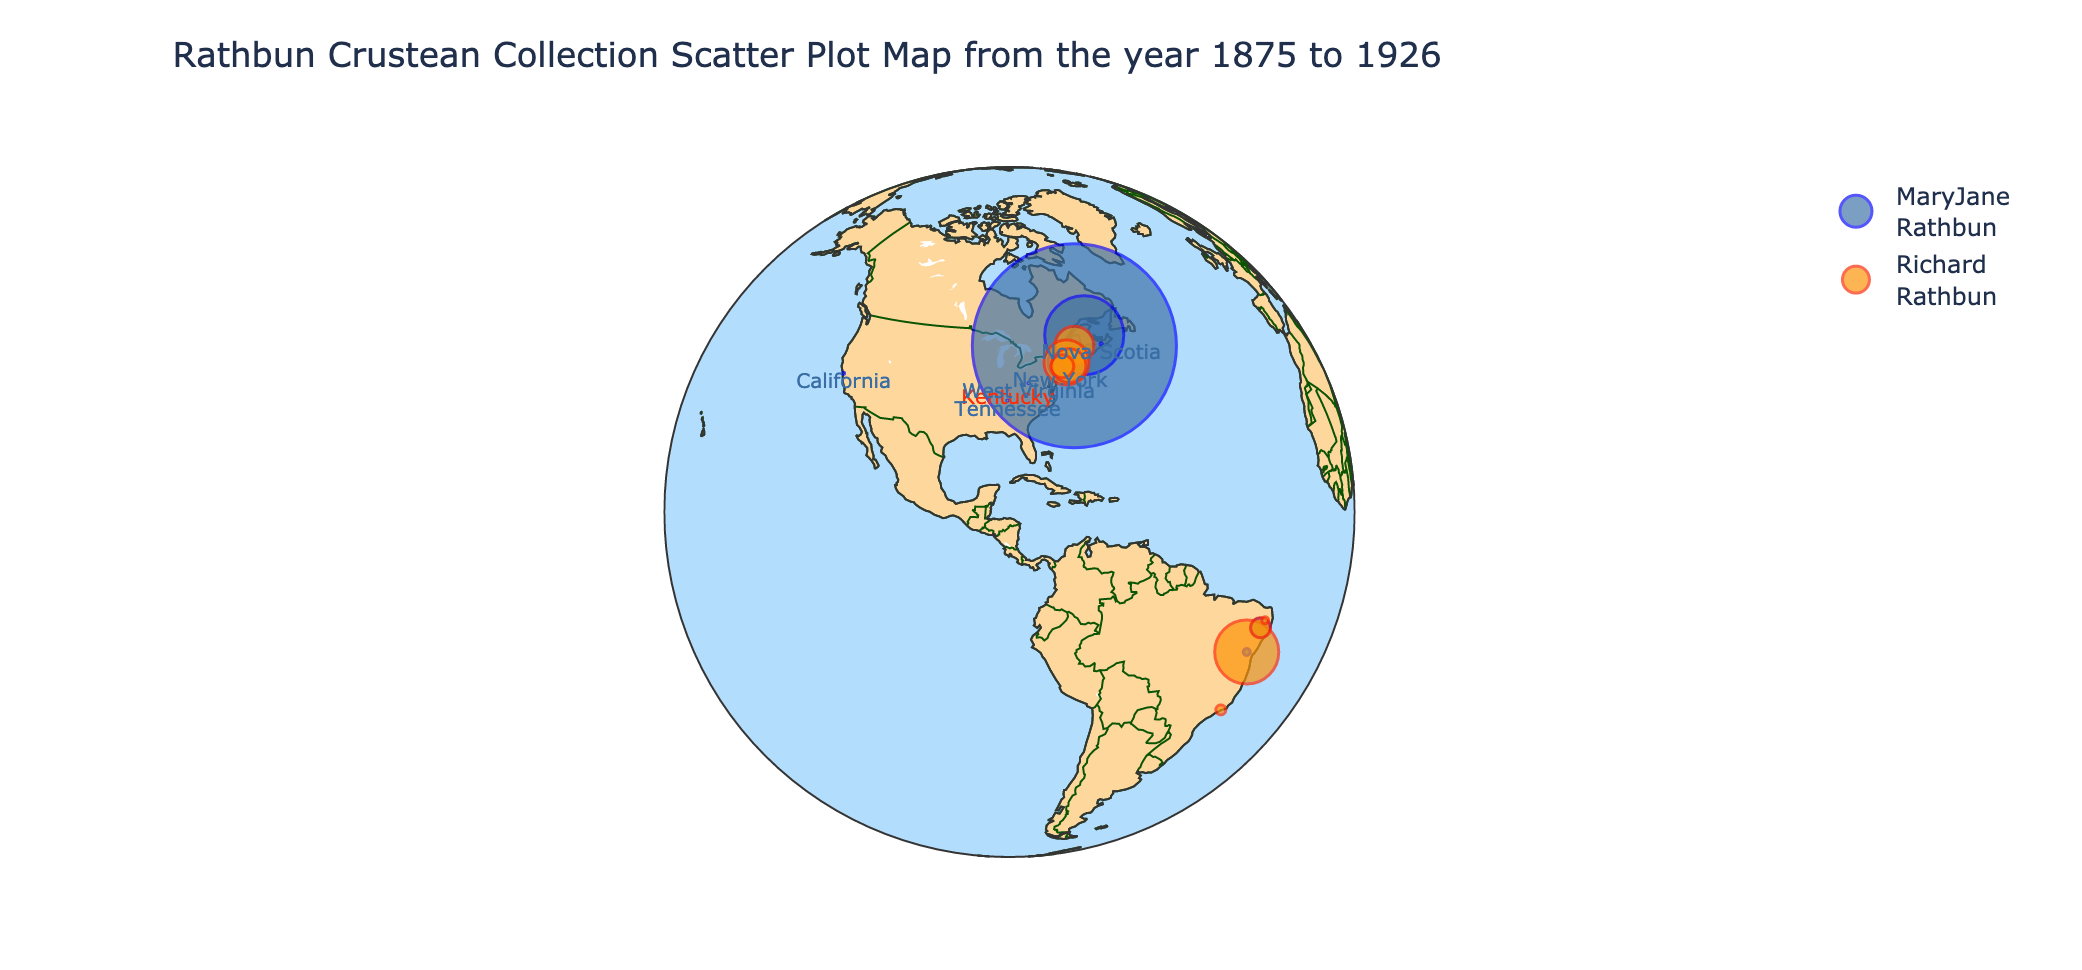 Rathbun Crustean Collection Scatter Plot Map from the year 1875 to 1926
MaryJane
Rathbun
Richard
Rathbun
Nova Scotia
California
New York
West Virginia
Kentucky
Tennessee